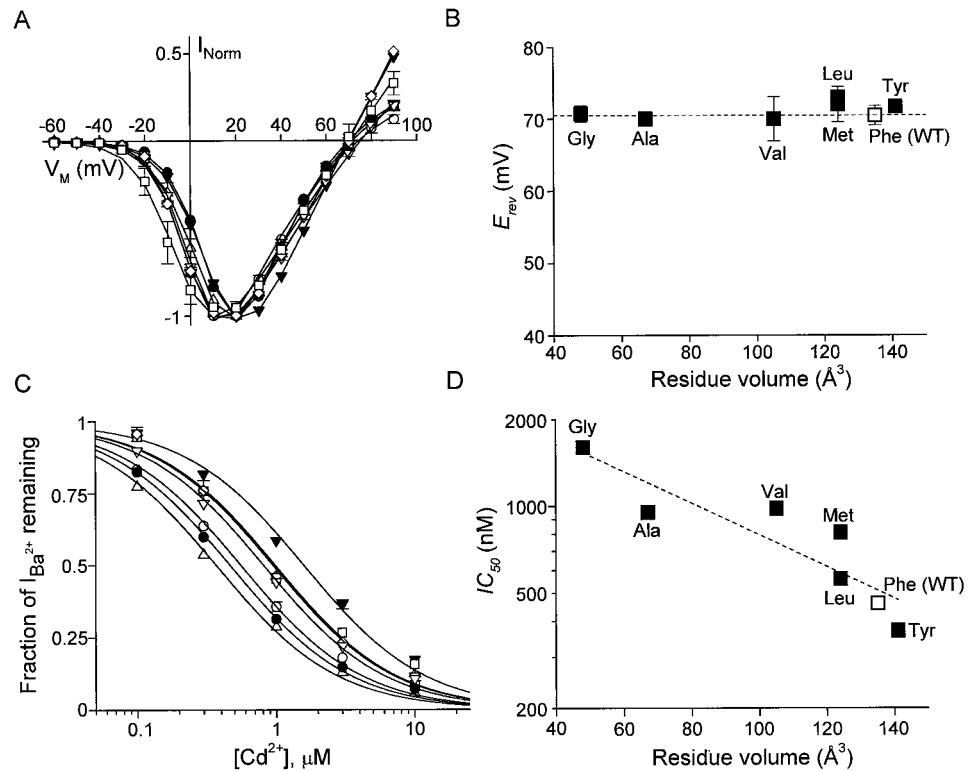 A
I_Norm
0.5
-60 -40 -20 20 60 100
V_M (mV)
-1
B
E_rev (mV)
80
70
60
50
40
Gly
Ala
Val
Leu
Met
Tyr
Phe (WT)
40 60 80 100 120 140
Residue volume (Å³)
C
Fraction of I_Ba²⁺ remaining
1
0.75
0.5
0.25
0
0.1 1 10
[Cd²⁺], μM
D
IC₅₀ (nM)
2000
1000
500
200
Gly
Ala
Val
Met
Leu
Phe (WT)
Tyr
40 60 80 100 120 140
Residue volume (Å³)